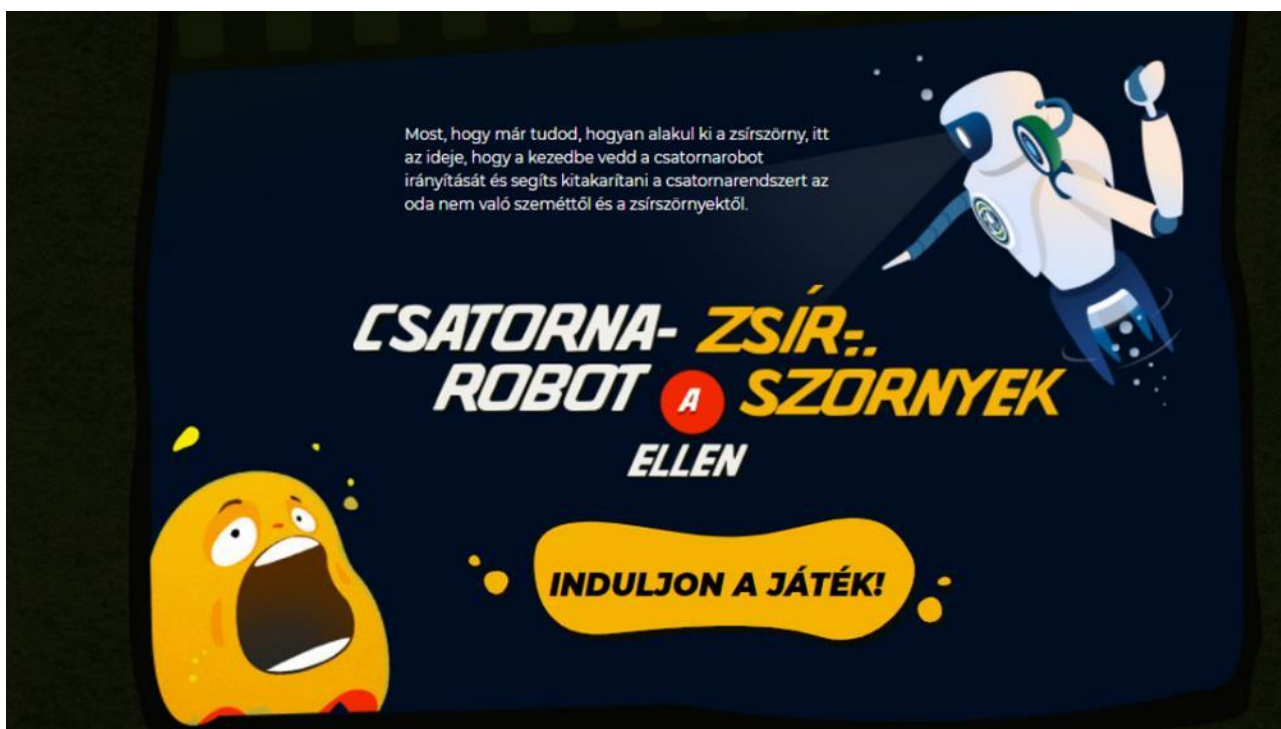 Most, hogy már tudod, hogyan alakul ki a zsírszörny, itt
az ideje, hogy a kezedbe vedd a csatornarobot
irányítását és segíts kitakarítani a csatornarendszert az
oda nem való szeméttől és a zsírszörnyektől.
CSATORNA-
ROBOT
A
ZSÍR-
SZÖRNYEK
ELLEN
INDULJON A JÁTÉK!